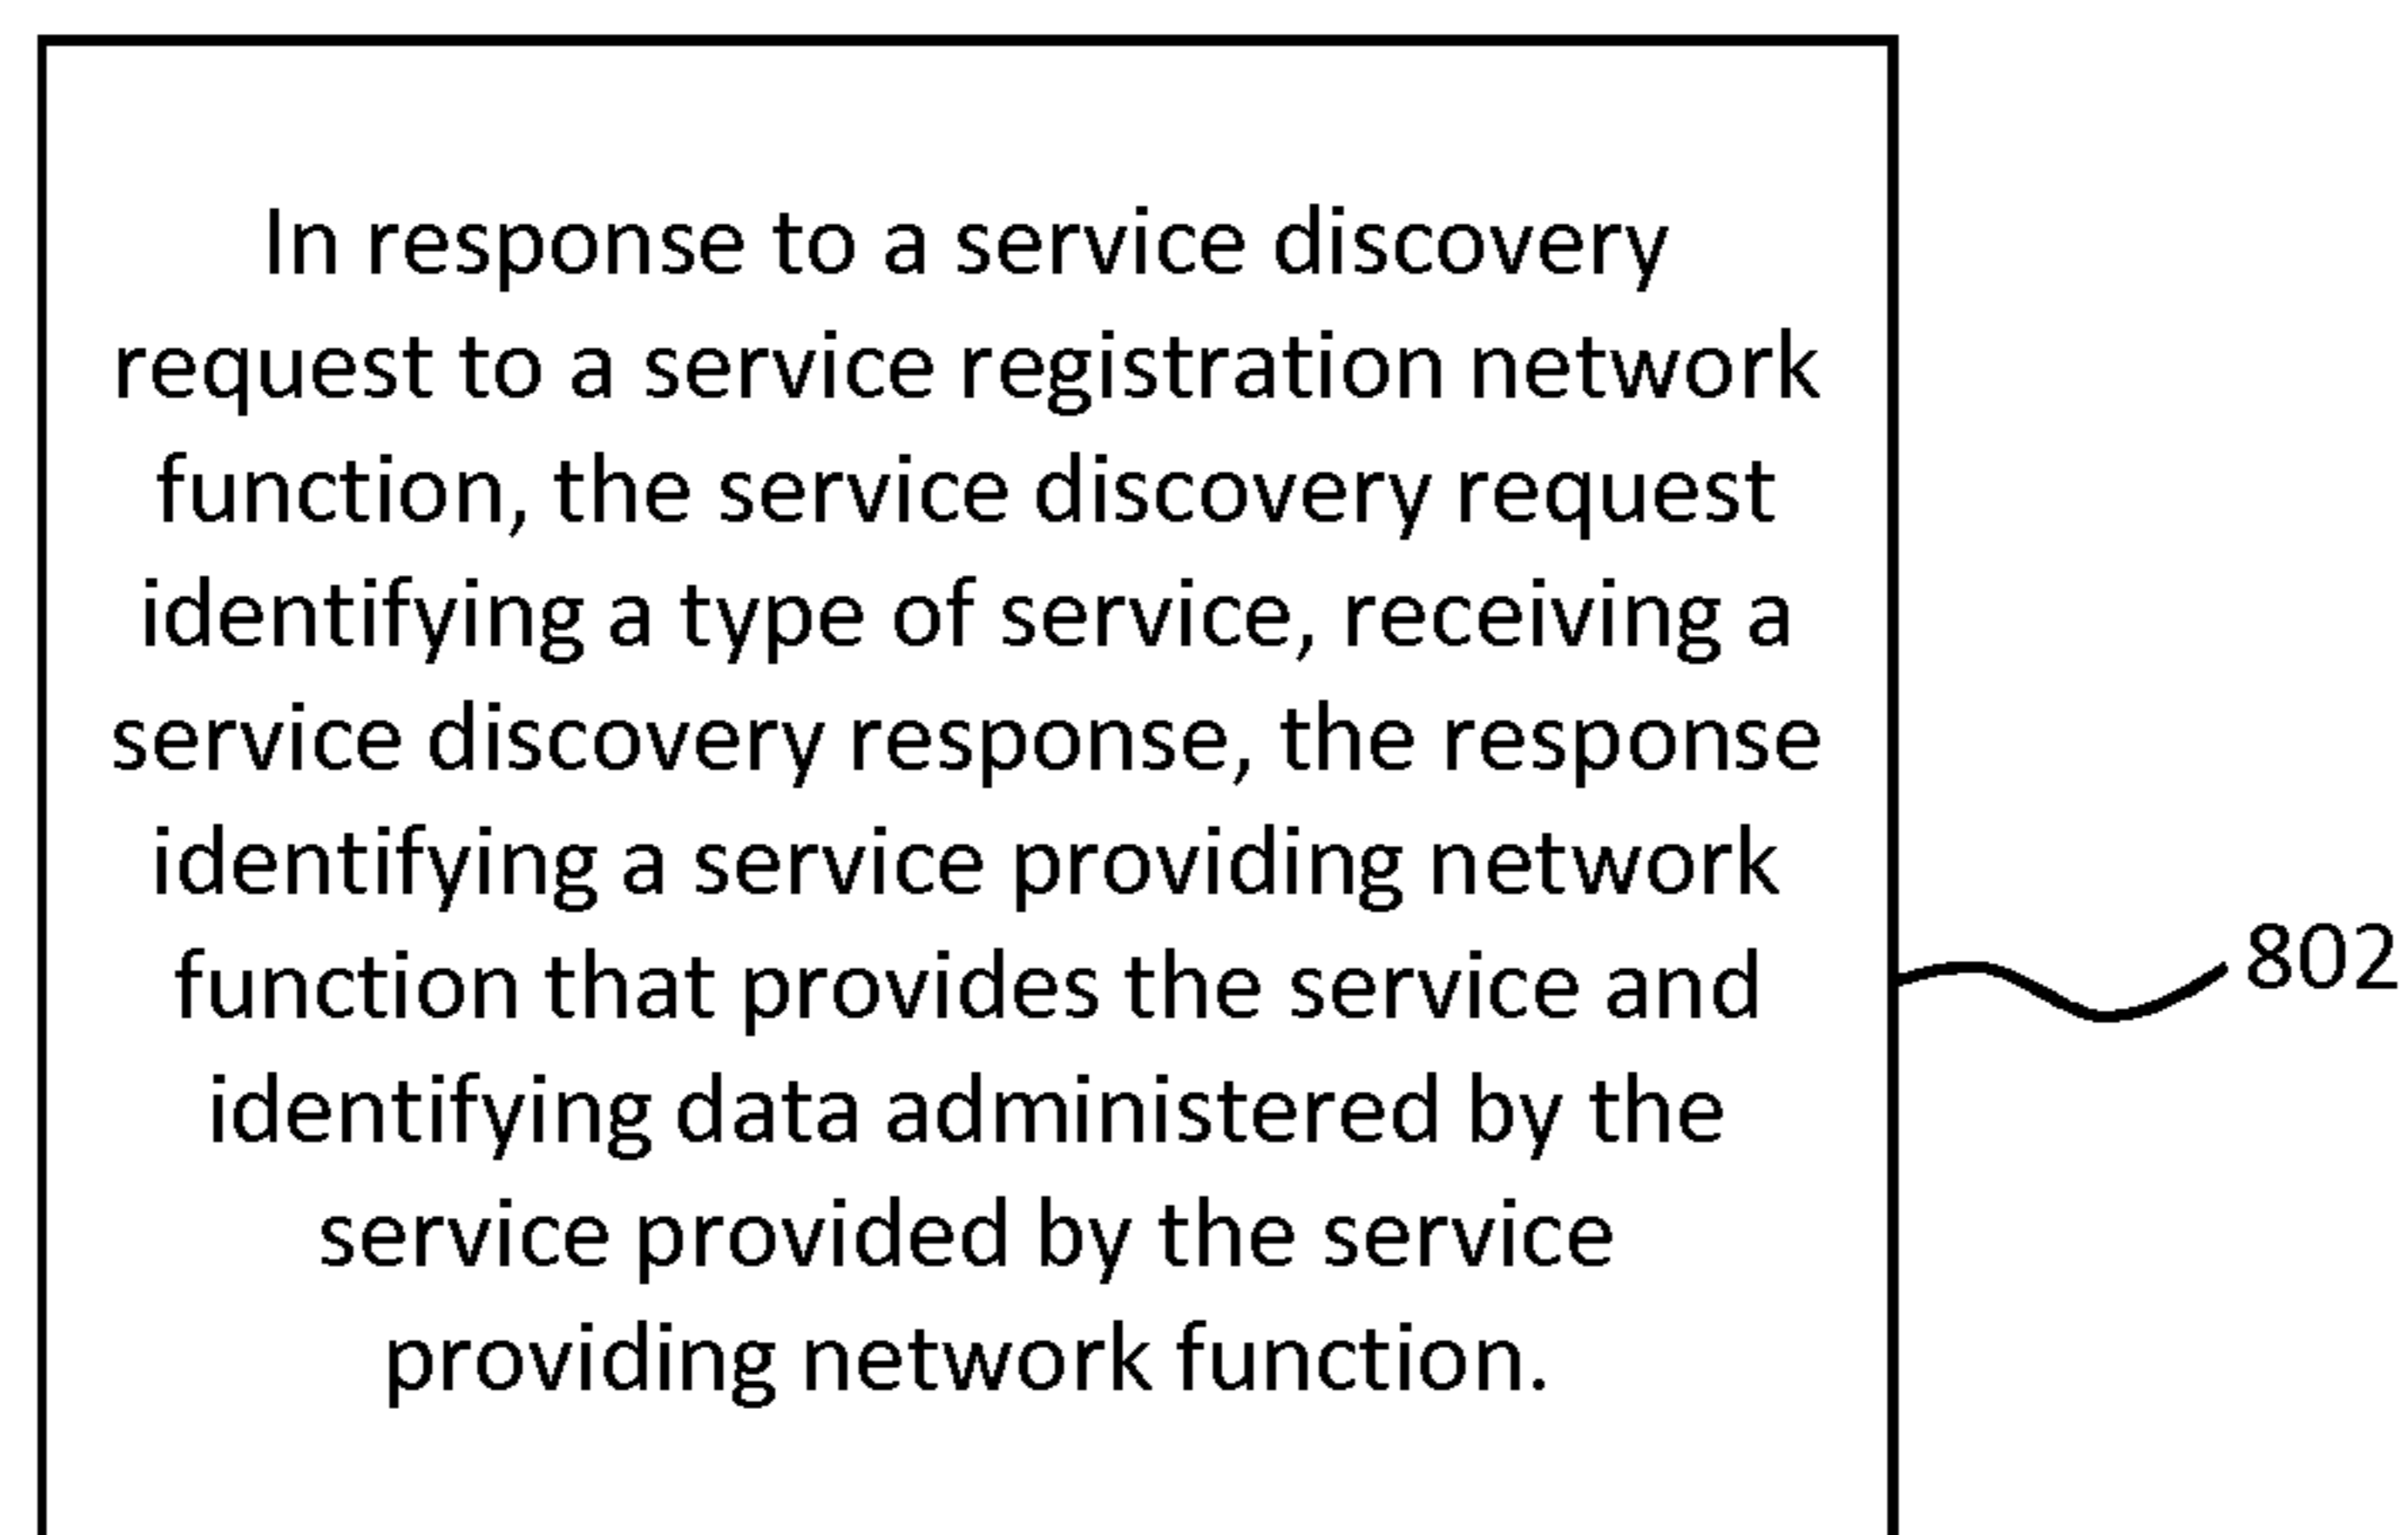 In response to a service discovery
request to a service registration network
function, the service discovery request
identifying a type of service, receiving a
service discovery response, the response
identifying a service providing network
function that provides the service and
identifying data administered by the
service provided by the service
providing network function.
802